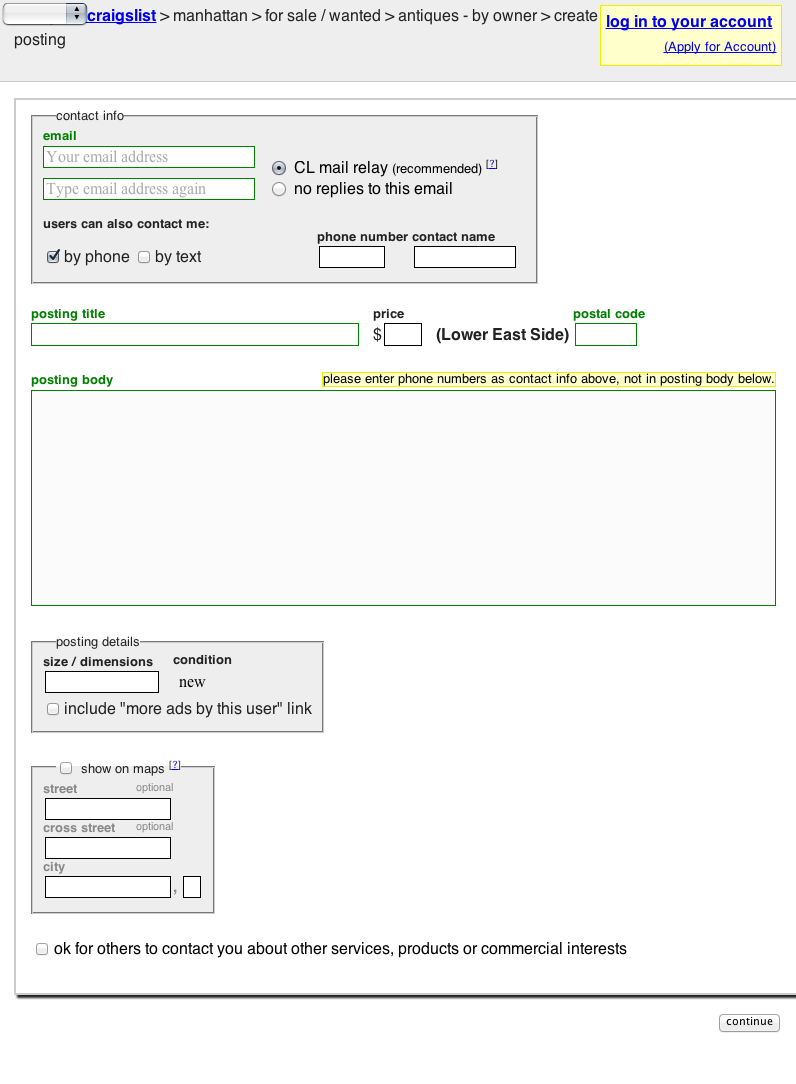 craigslist > manhattan > for sale / wanted > antiques - by owner > create
posting
log in to your account
(Apply for Account)
contact info
email
Your email address
Type email address again
CL mail relay (recommended) [?]
no replies to this email
users can also contact me:
by phone by text
phone number contact name
posting title price postal code
$ (Lower East Side)
posting body please enter phone numbers as contact info above, not in posting body below.
posting details
size / dimensions condition
new
include "more ads by this user" link
show on maps [?]
street optional
cross street optional
city
,
ok for others to contact you about other services, products or commercial interests
continue